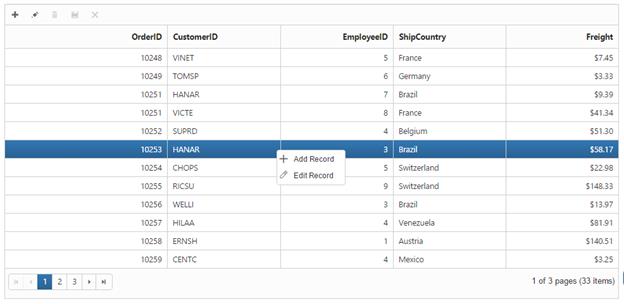 OrderID CustomerID EmployeeID ShipCountry Freight
10248 VINET 5 France $7.45
10249 TOMSP 6 Germany $3.33
10251 HANAR 7 Brazil $9.39
10251 VICTE 8 France $41.34
10252 SUPRD 4 Belgium $51.30
10253 HANAR 3 Brazil $58.17
Add Record
10254 CHOPS 5 Switzerland $22.98
Edit Record
10255 RICSU 9 Switzerland $148.33
10256 WELLI 3 Brazil $13.97
10257 HILAA 4 Venezuela $81.91
10258 ERNSH 1 Austria $140.51
10259 CENTC 4 Mexico $3.25
1 2 3 1 of 3 pages (33 items)